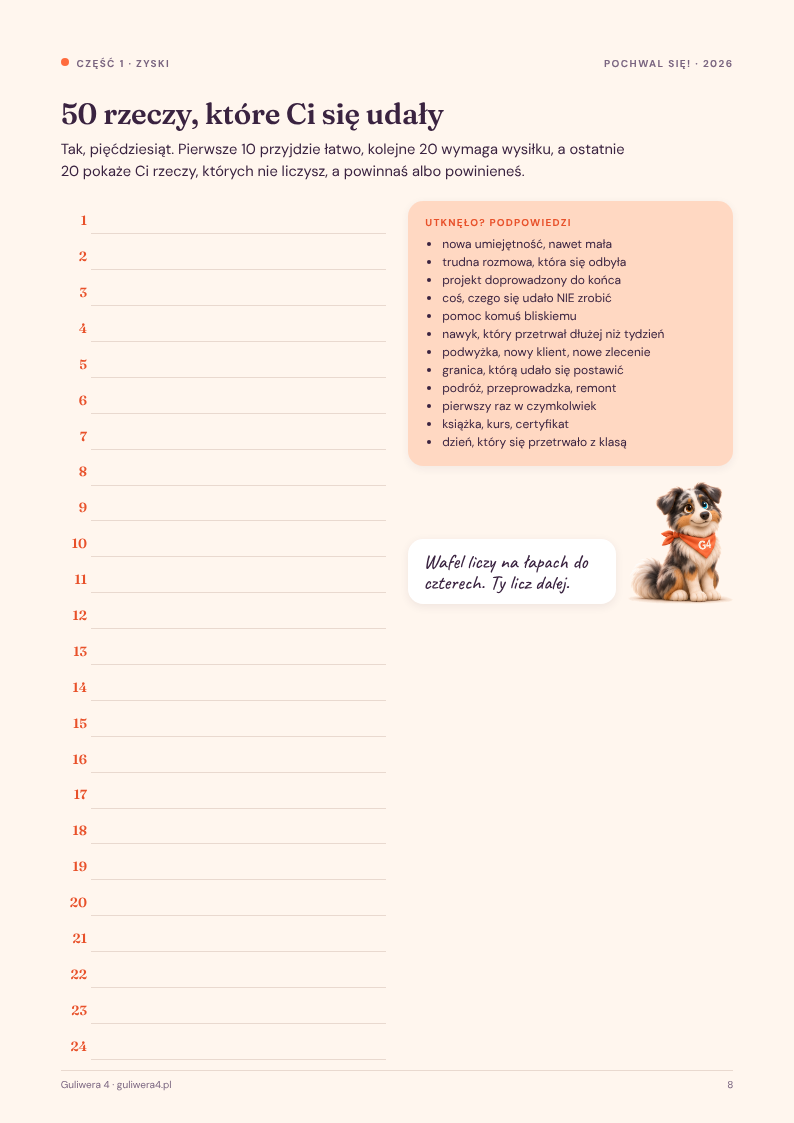 CZĘŚĆ 1 · ZYSKI
POCHWAL SIĘ! · 2026
50 rzeczy, które Ci się udały
Tak, pięćdziesiąt. Pierwsze 10 przyjdzie łatwo, kolejne 20 wymaga wysiłku, a ostatnie
20 pokaże Ci rzeczy, których nie liczysz, a powinnaś albo powinieneś.
1
2
3
4
5
6
7
8
9
10
11
12
13
14
15
16
17
18
19
20
21
22
23
24
UTKNĘŁO? PODPOWIEDZI
• nowa umiejętność, nawet mała
• trudna rozmowa, która się odbyła
• projekt doprowadzony do końca
• coś, czego się udało NIE zrobić
• pomoc komuś bliskiemu
• nawyk, który przetrwał dłużej niż tydzień
• podwyżka, nowy klient, nowe zlecenie
• granica, którą udało się postawić
• podróż, przeprowadzka, remont
• pierwszy raz w czymkolwiek
• książka, kurs, certyfikat
• dzień, który się przetrwało z klasą
G4
Wafel liczy na łapach do
czterech. Ty licz dalej.
Guliwera 4 · guliwera4.pl
8